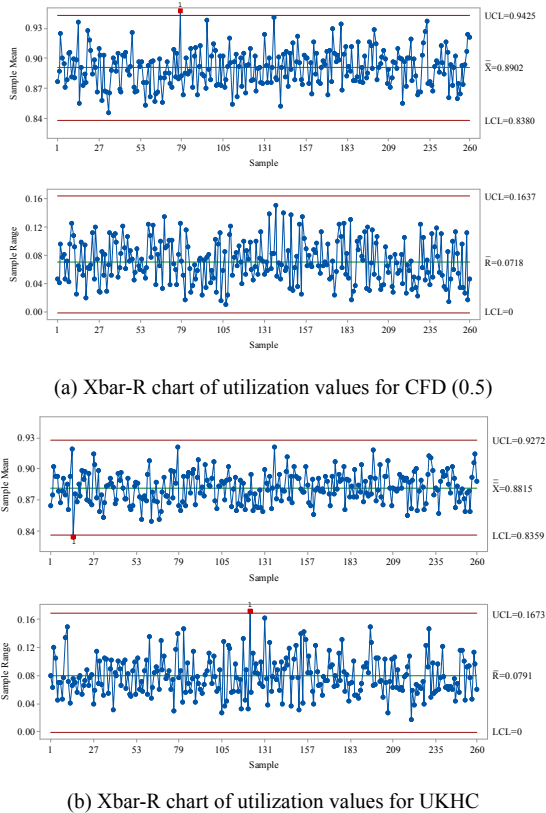 1
UCL=0.9425
0.93
0.90
0.87
0.84
Sample Mean
X=0.8902
LCL=0.8380
1 27 53 79 105 131 157 183 209 235 260
Sample
UCL=0.1637
0.16
0.12
0.08
0.04
0.00
Sample Range
R=0.0718
LCL=0
1 27 53 79 105 131 157 183 209 235 260
Sample
(a) Xbar-R chart of utilization values for CFD (0.5)
UCL=0.9272
0.93
0.90
0.87
0.84
Sample Mean
X=0.8815
LCL=0.8359
1
1 27 53 79 105 131 157 183 209 235 260
Sample
1
UCL=0.1673
0.16
0.12
0.08
0.04
0.00
Sample Range
R=0.0791
LCL=0
1 27 53 79 105 131 157 183 209 235 260
Sample
(b) Xbar-R chart of utilization values for UKHC